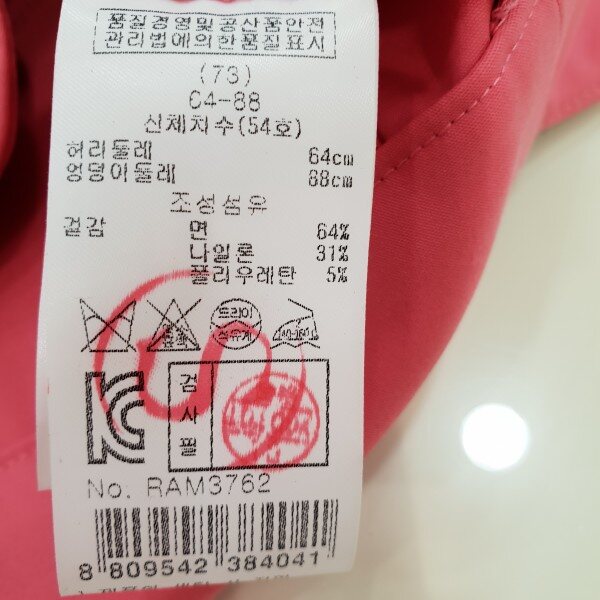 품질경영및 공산품안전
관리법에의한품질표시
(73)
C4-88
신체치수(54호)
허리둘레 64cm
엉덩이둘레 88cm
조성섬유
겉감 면 64%
나일론 31%
폴리우레탄 5%
드라이
석유계
검
사
필
No. RAM3762
8 809542 384041